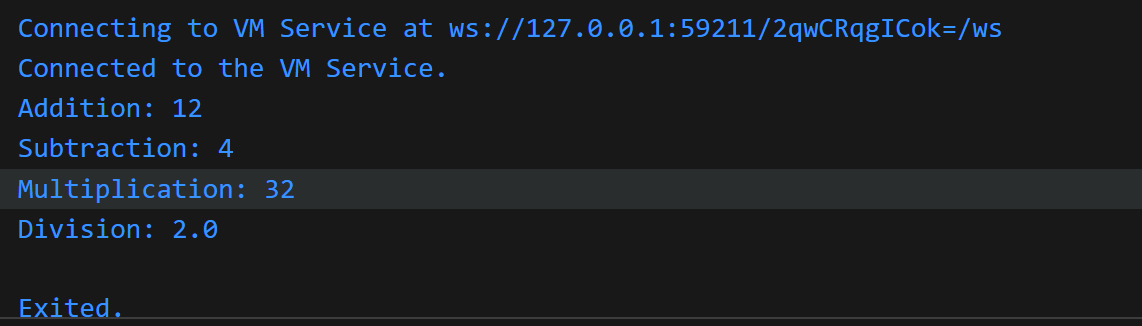 Connecting to VM Service at ws://127.0.0.1:59211/2qwCRqgICok=/ws
Connected to the VM Service.
Addition: 12
Subtraction: 4
Multiplication: 32
Division: 2.0
Exited.